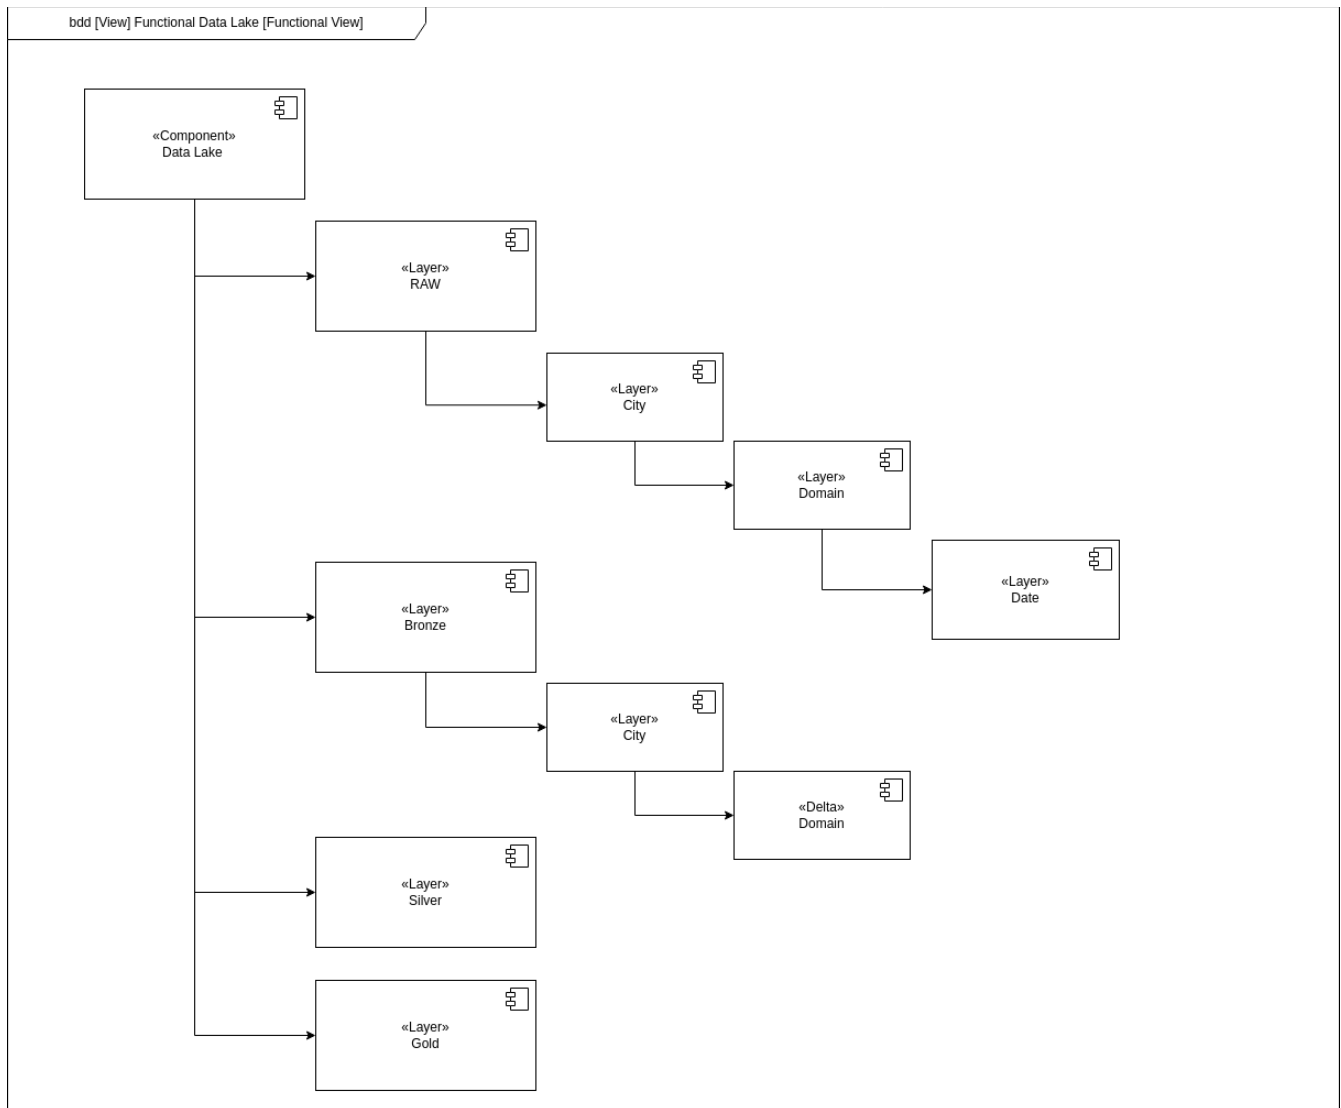 bdd [View] Functional Data Lake [Functional View]
«Component»
Data Lake
«Layer»
RAW
«Layer»
City
«Layer»
Domain
«Layer»
Date
«Layer»
Bronze
«Layer»
City
«Delta»
Domain
«Layer»
Silver
«Layer»
Gold